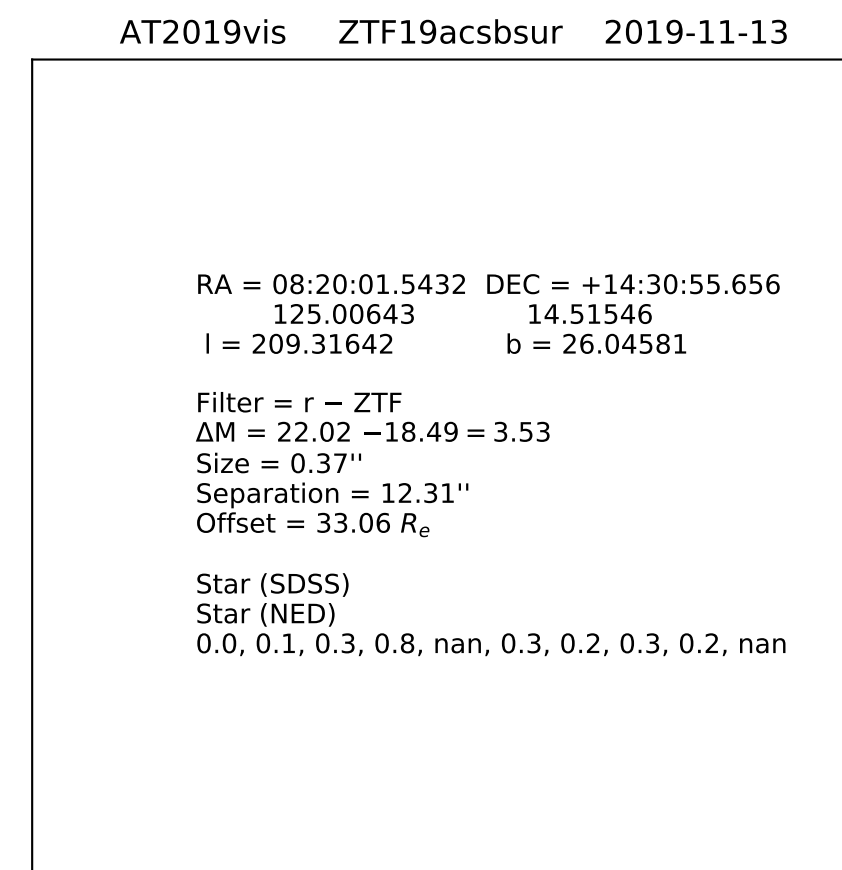 AT2019vis ZTF19acsbsur 2019-11-13
RA = 08:20:01.5432 DEC = +14:30:55.656
125.00643 14.51546
l = 209.31642 b = 26.04581
Filter = r − ZTF
ΔM = 22.02 −18.49 = 3.53
Size = 0.37''
Separation = 12.31''
Offset = 33.06 Rₑ
Star (SDSS)
Star (NED)
0.0, 0.1, 0.3, 0.8, nan, 0.3, 0.2, 0.3, 0.2, nan